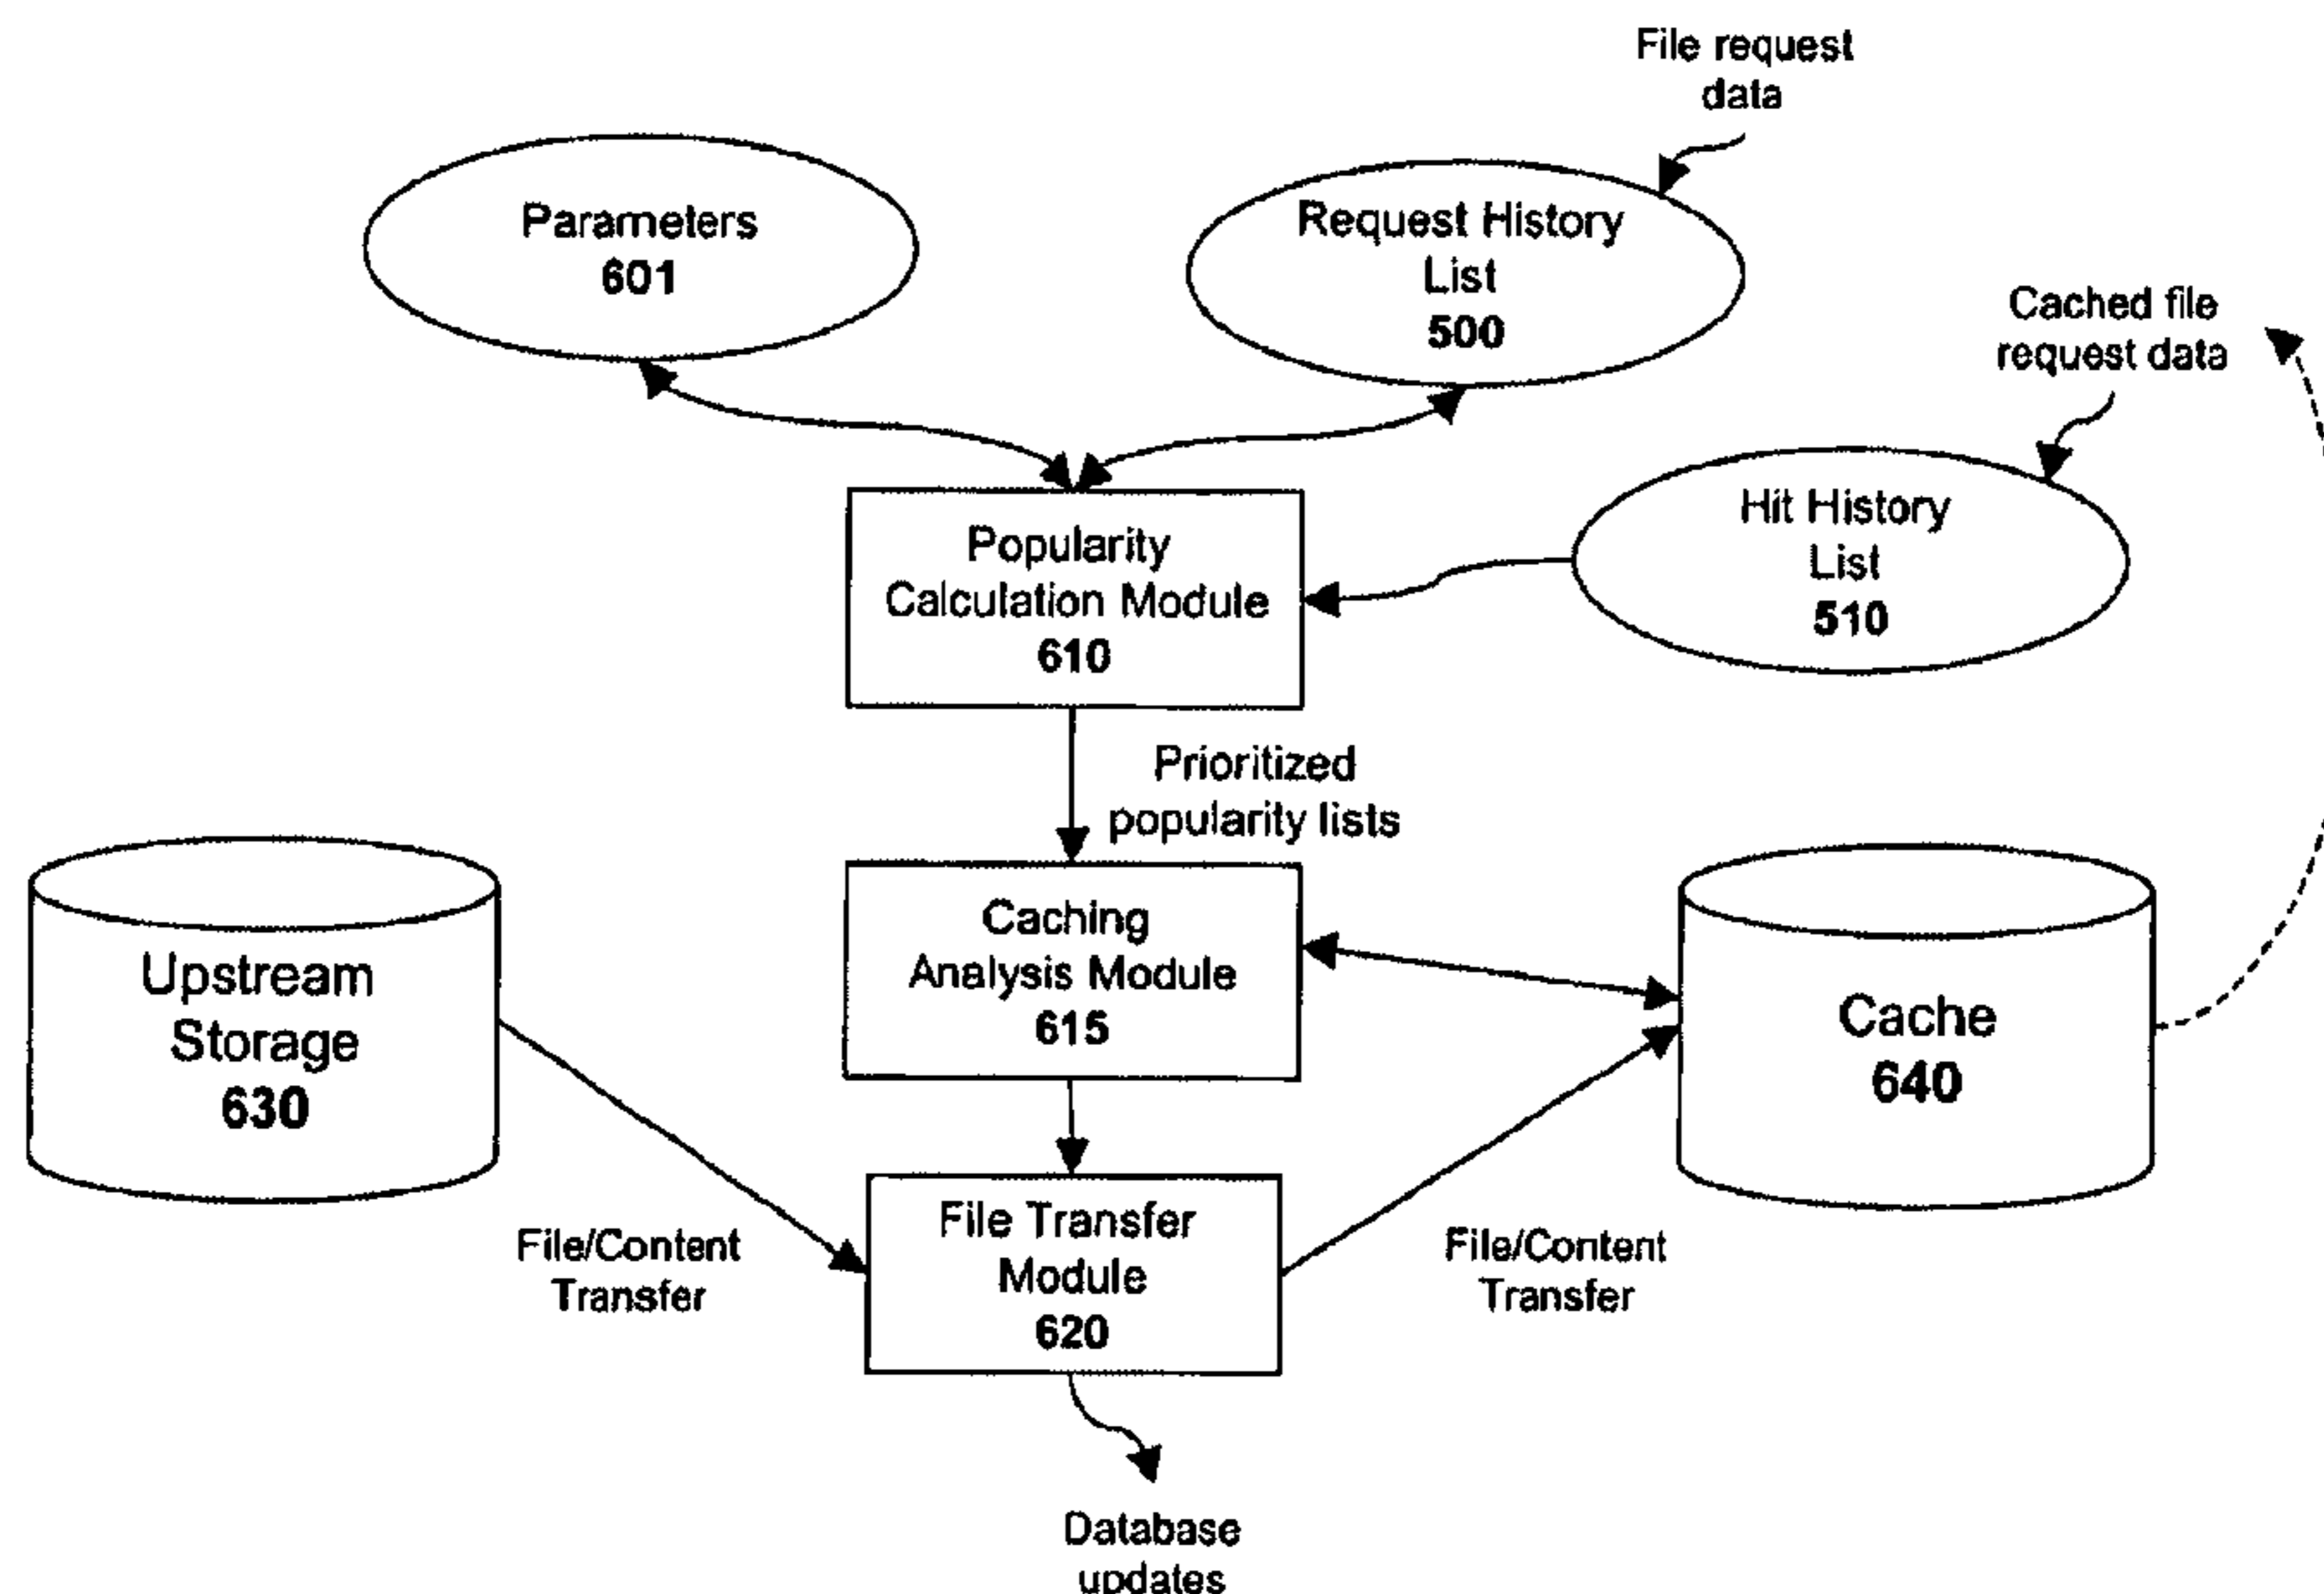 File request
data
Parameters
601
Request History
List
500
Cached file
request data
Hit History
List
510
Popularity
Calculation Module
610
Prioritized
popularity lists
Upstream
Storage
630
Caching
Analysis Module
615
Cache
640
File/Content
Transfer
File Transfer
Module
620
File/Content
Transfer
Database
updates